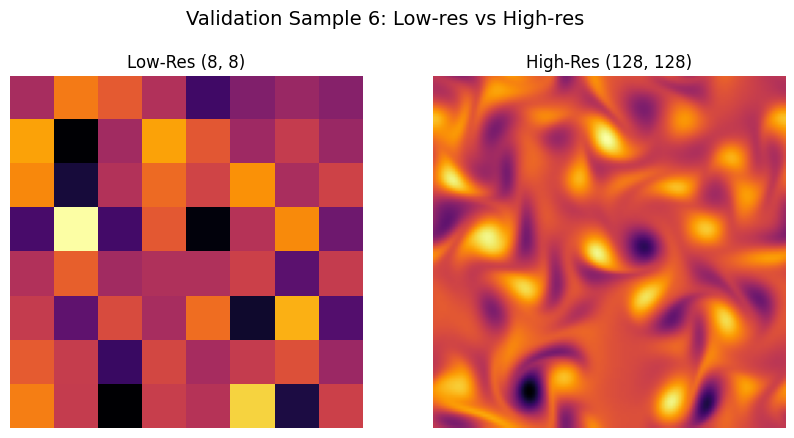 Validation Sample 6: Low-res vs High-res
Low-Res (8, 8)
High-Res (128, 128)